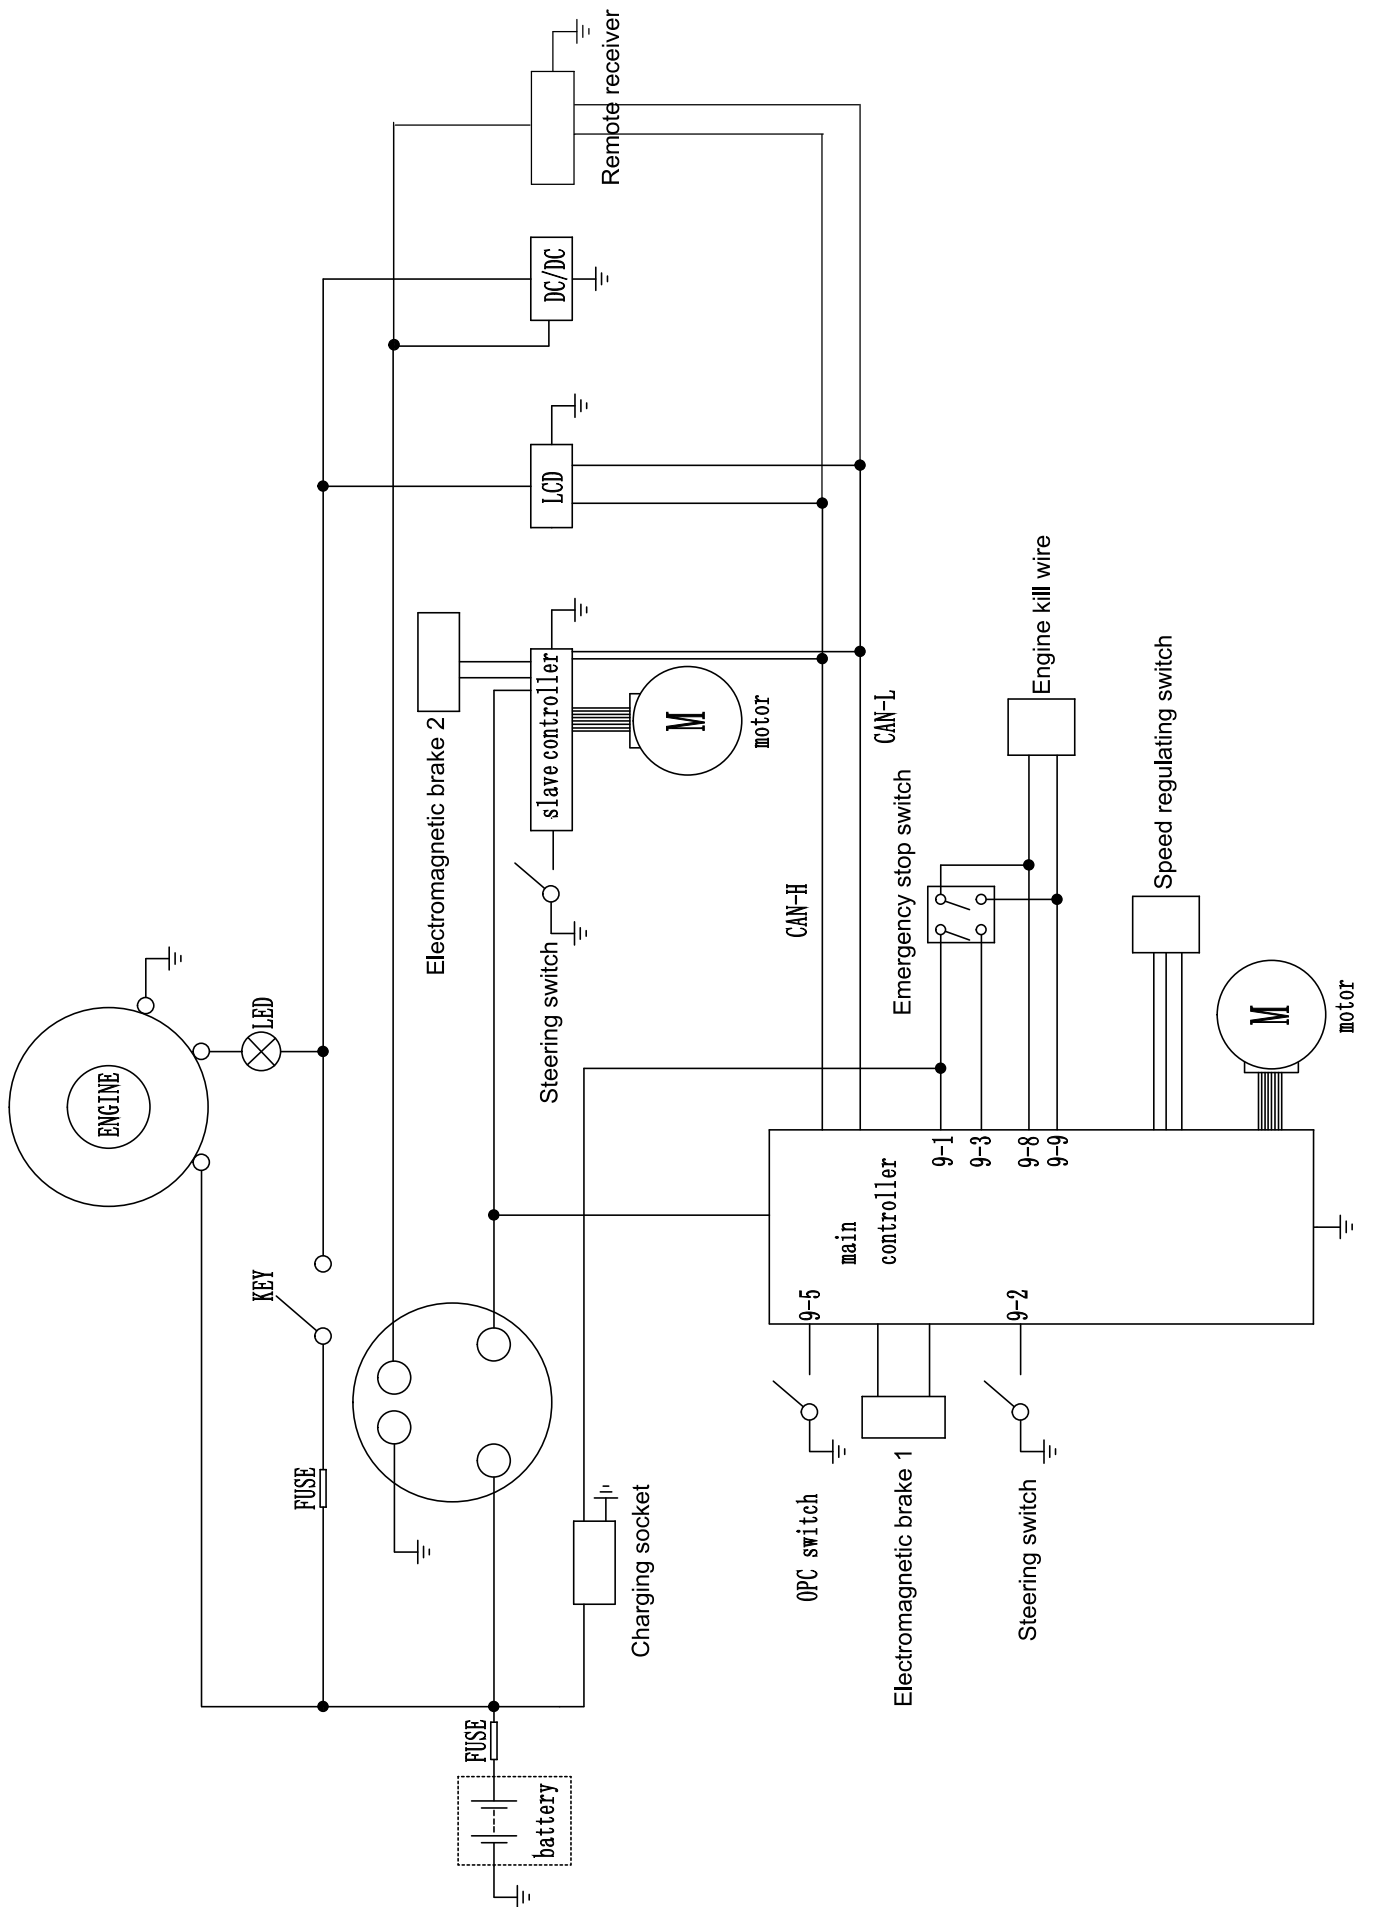 Remote receiver
DC/DC
LCD
Electromagnetic brake 2
slave controller
M
motor
Steering switch
CAN-L
CAN-H
Engine kill wire
Emergency stop switch
Speed regulating switch
M
motor
ENGINE
LED
KEY
FUSE
FUSE
battery
Charging socket
main
controller
9-1
9-3
9-8
9-9
9-5
9-2
OPC switch
Electromagnetic brake 1
Steering switch